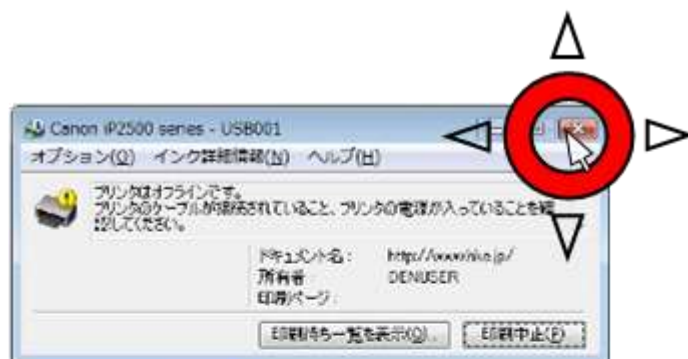 Canon iP2500 series - USB001
オプション(O) インク詳細情報(N) ヘルプ(H)
プリンタはオフラインです。
プリンタのケーブルが接続されていること、プリンタの電源が入っていることを確
認してください。
ドキュメント名:
所有者 DENUSER
印刷ページ:
印刷待ち一覧を表示(Q)... 印刷中止(P)